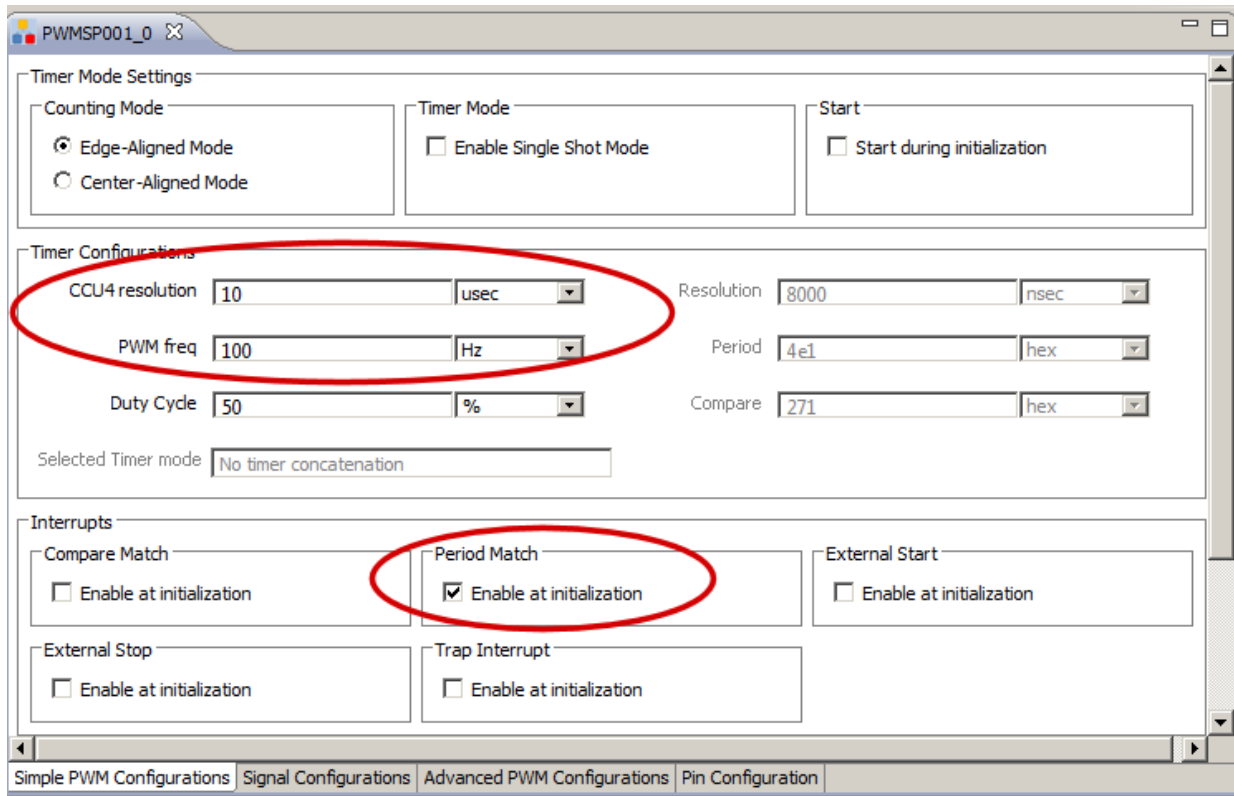 PWMSP001_0
Timer Mode Settings
Counting Mode Timer Mode Start
Edge-Aligned Mode Enable Single Shot Mode Start during initialization
Center-Aligned Mode
Timer Configurations
CCU4 resolution 10 usec Resolution 8000 nsec
PWM freq 100 Hz Period 4e1 hex
Duty Cycle 50 % Compare 271 hex
Selected Timer mode No timer concatenation
Interrupts
Compare Match Period Match External Start
Enable at initialization Enable at initialization Enable at initialization
External Stop Trap Interrupt
Enable at initialization Enable at initialization
Simple PWM Configurations Signal Configurations Advanced PWM Configurations Pin Configuration